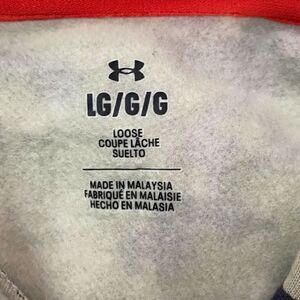 LG/G/G
LOOSE
COUPE LÂCHE
SUELTO
MADE IN MALAYSIA
FABRIQUÉ EN MALAISIE
HECHO EN MALASIA